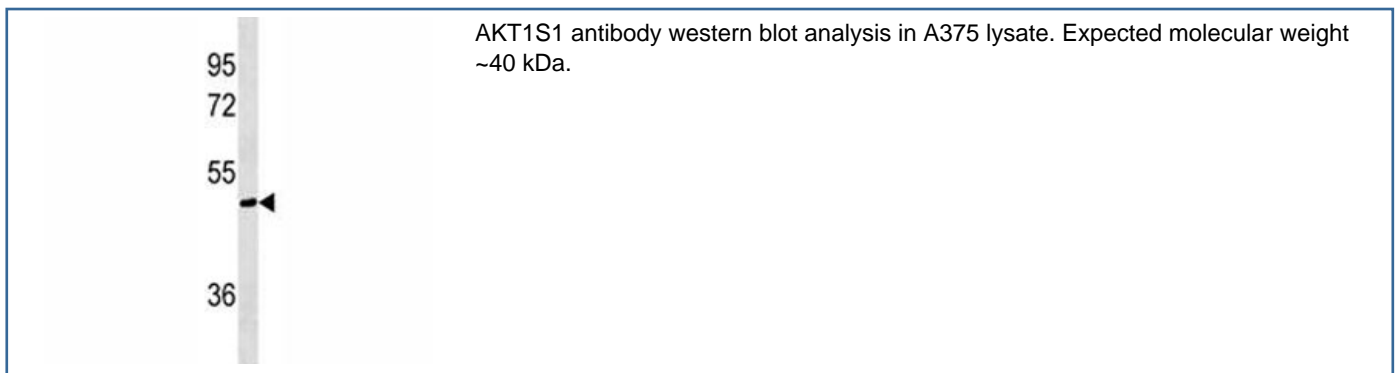 AKT1S1 antibody western blot analysis in A375 lysate. Expected molecular weight
~40 kDa.
95
72
55
36